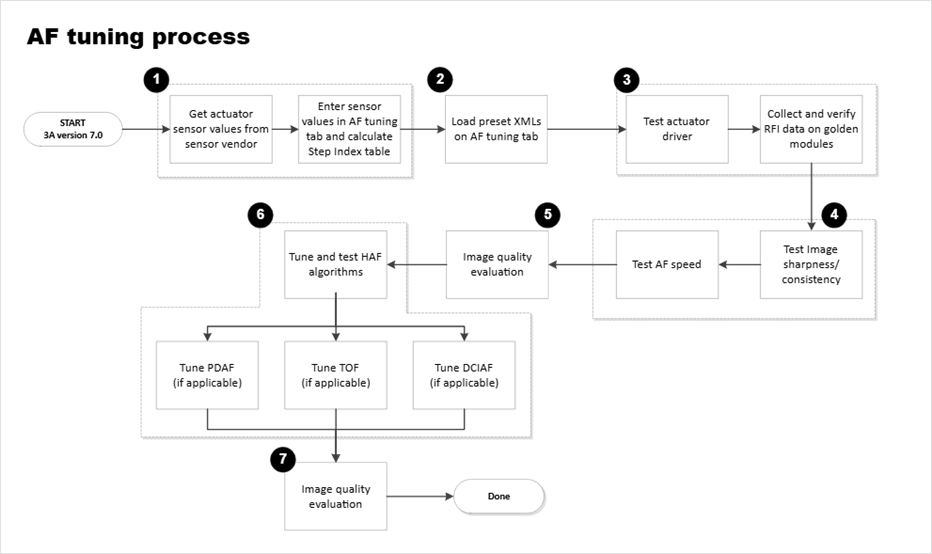 AF tuning process
1
2
3
START
3A version 7.0
Get actuator
sensor values from
sensor vendor
Enter sensor
values in AF tuning
tab and calculate
Step Index table
Load preset XMLs
on AF tuning tab
Test actuator
driver
Collect and verify
RFI data on golden
modules
6
5
4
Tune and test HAF
algorithms
Image quality
evaluation
Test AF speed
Test Image
sharpness/
consistency
Tune PDAF
(if applicable)
Tune TOF
(if applicable)
Tune DCIAF
(if applicable)
7
Image quality
evaluation
Done